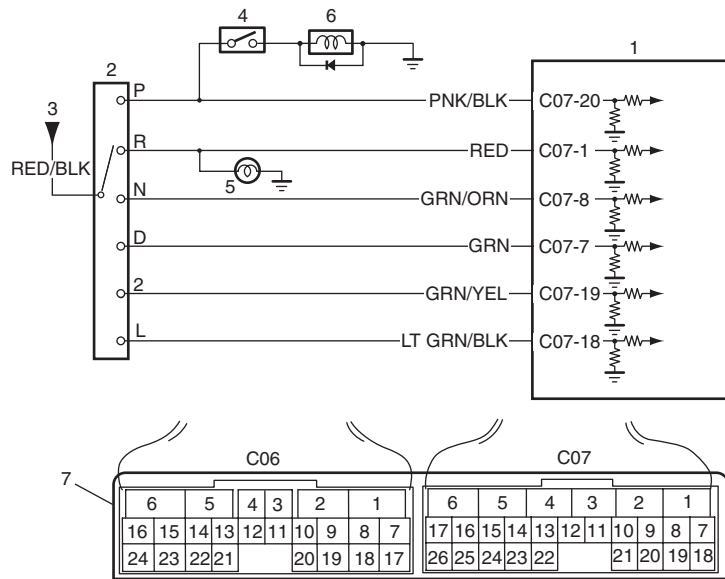 4 6 1
2
P PNK/BLK C07-20
3
R RED C07-1
RED/BLK
5
N GRN/ORN C07-8
D GRN C07-7
2 GRN/YEL C07-19
L LT GRN/BLK C07-18
C06 C07
7
6 5 4 3 2 1 6 5 4 3 2 1
16 15 14 13 12 11 10 9 8 7 17 16 15 14 13 12 11 10 9 8 7
24 23 22 21 20 19 18 17 26 25 24 23 22 21 20 19 18